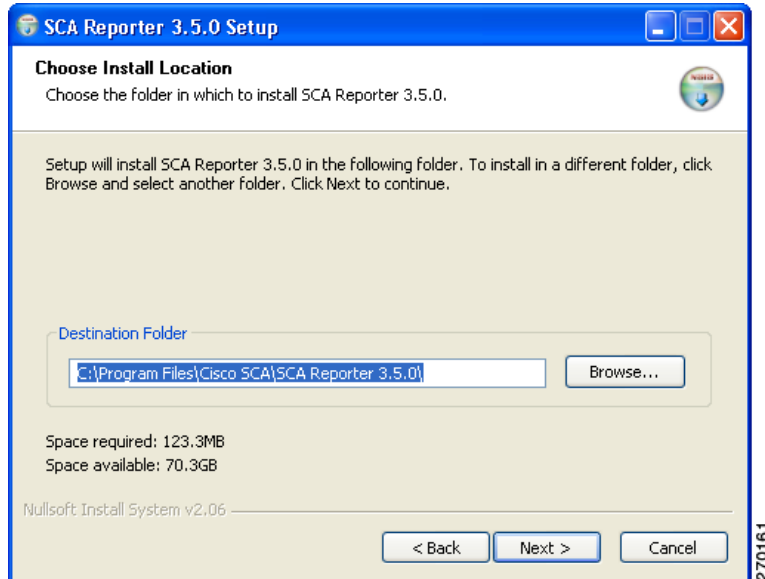 SCA Reporter 3.5.0 Setup
Choose Install Location
Choose the folder in which to install SCA Reporter 3.5.0.
Setup will install SCA Reporter 3.5.0 in the following folder. To install in a different folder, click
Browse and select another folder. Click Next to continue.
Destination Folder
C:\Program Files\Cisco SCA\SCA Reporter 3.5.0\
Browse...
Space required: 123.3MB
Space available: 70.3GB
Nullsoft Install System v2.06
< Back
Next >
Cancel
270161